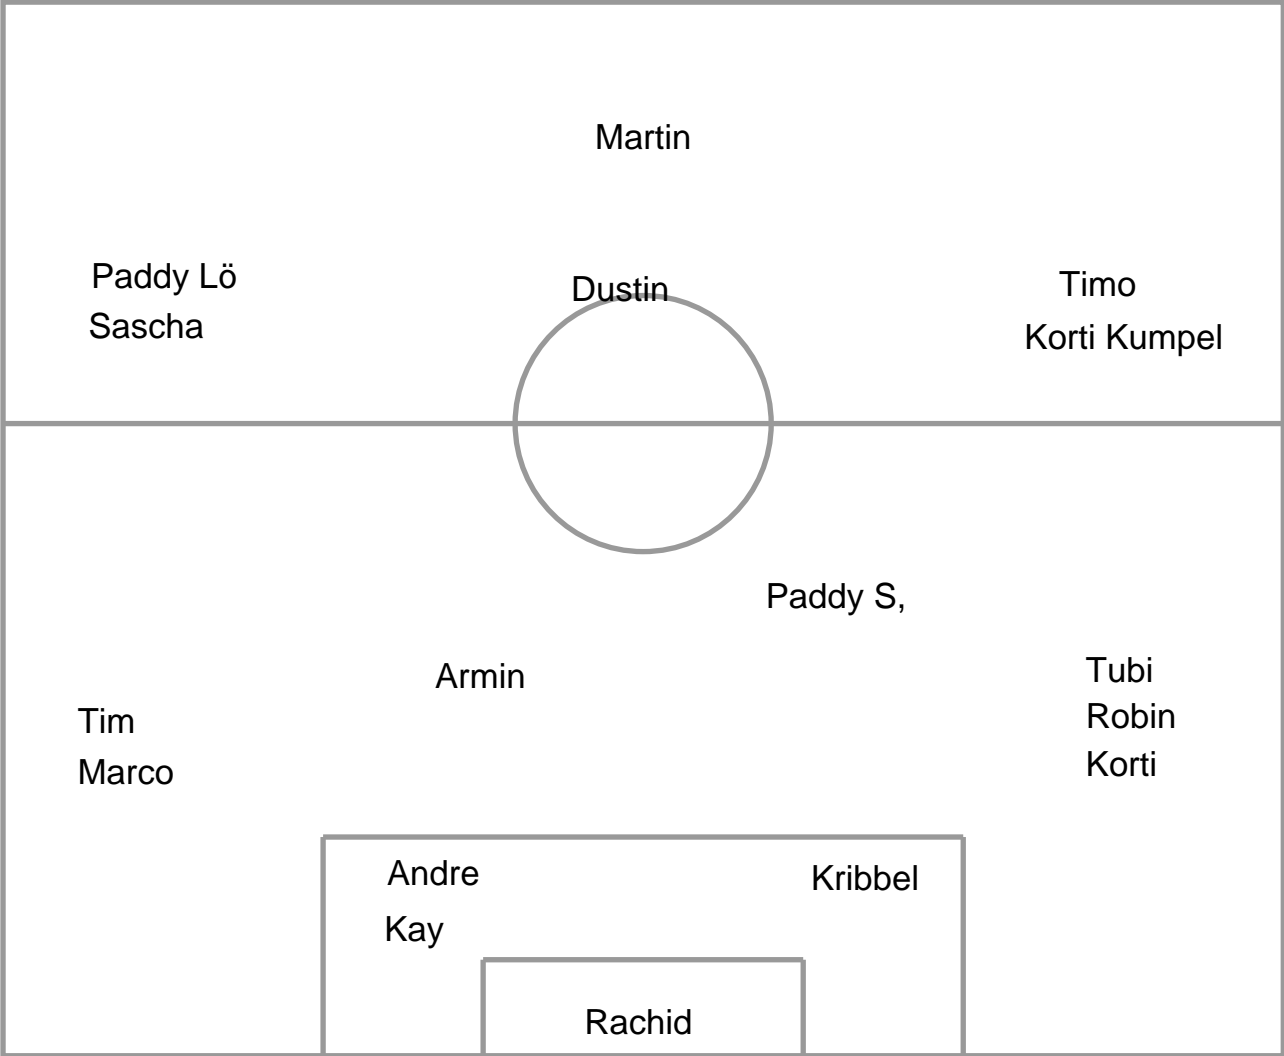 Martin
Paddy Lö
Sascha
Dustin
Timo
Korti Kumpel
Paddy S,
Armin
Tim
Marco
Tubi
Robin
Korti
Andre
Kay
Kribbel
Rachid